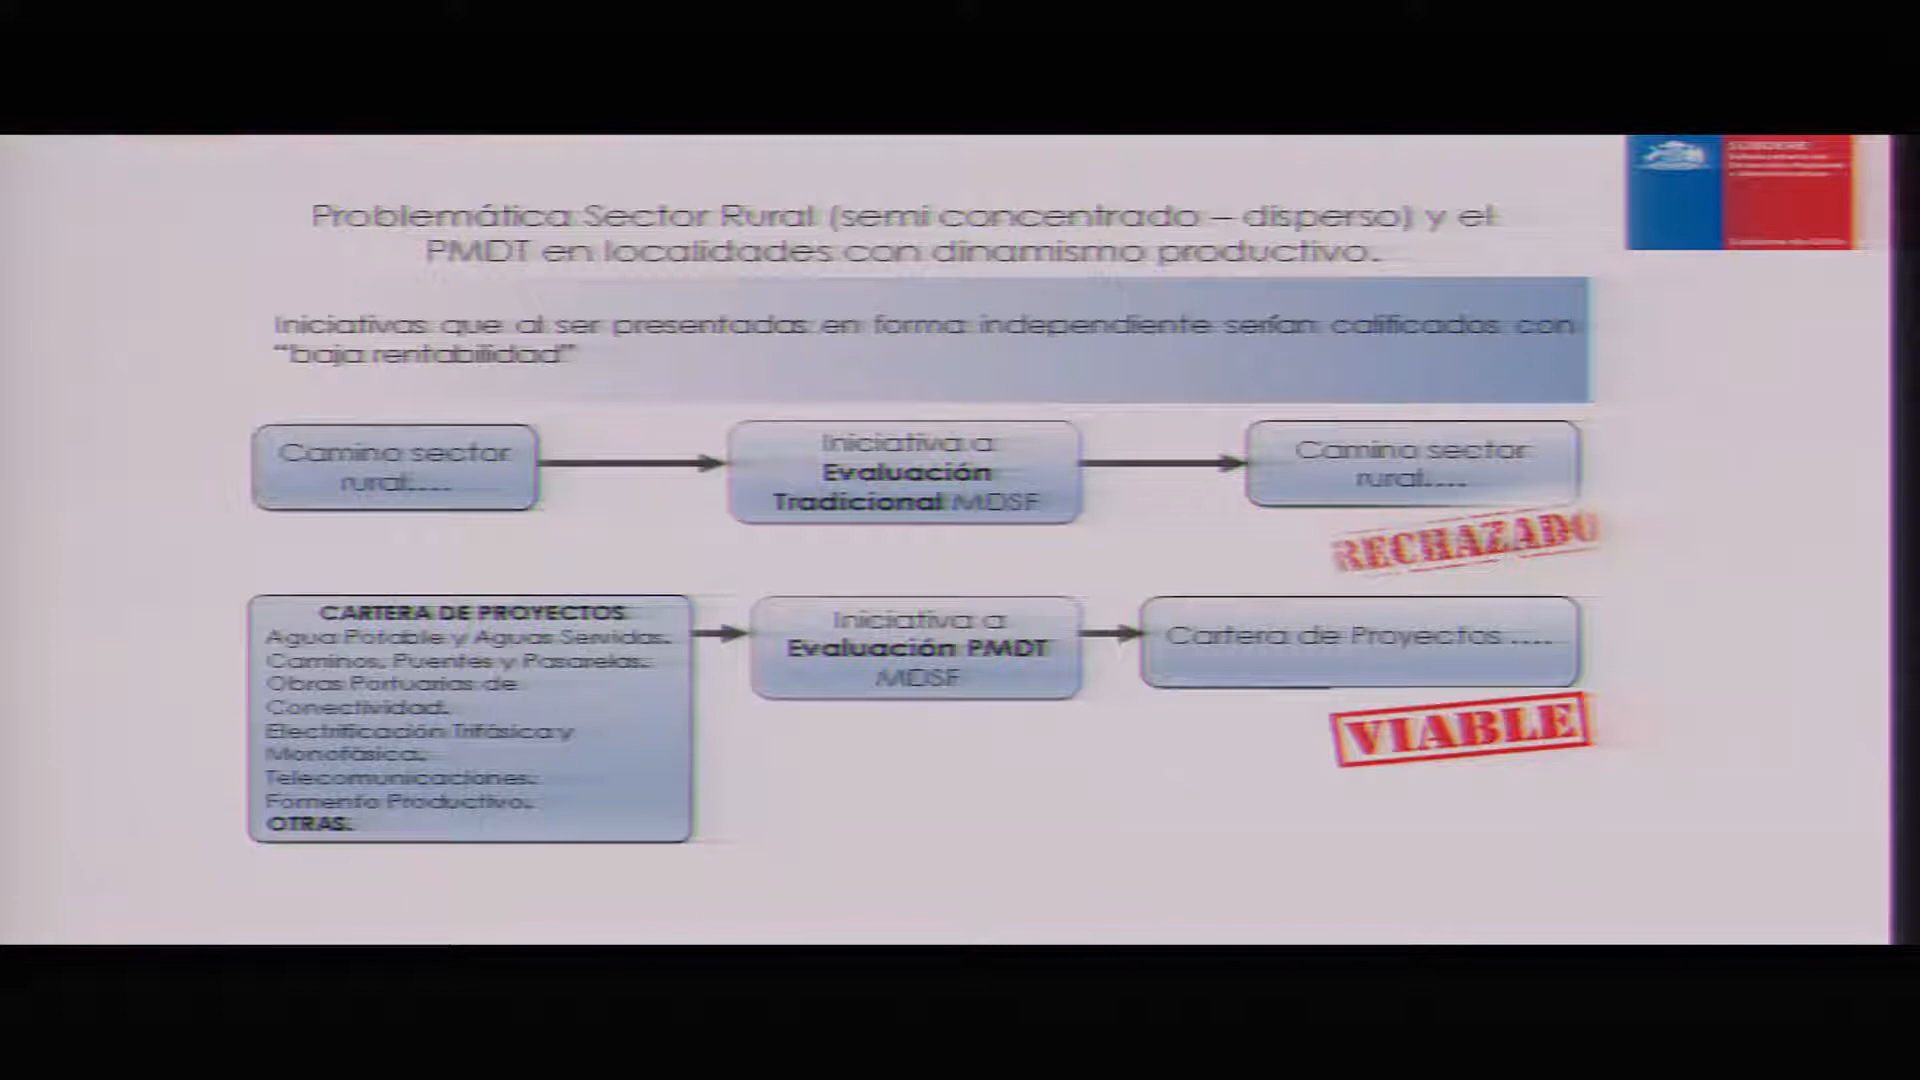 Problemática Sector Rural (semi concentrado – disperso) y el
PMDT en localidades con dinamismo productivo.
Iniciativas que al ser presentadas en forma independiente serían calificadas con
"baja rentabilidad"
Camino sector
rural....
Iniciativa a
Evaluación
Tradicional MDSF
Camino sector
rural....
RECHAZADO
CARTERA DE PROYECTOS
Agua Potable y Aguas Servidas.
Caminos, Puentes y Pasarelas.
Obras Portuarias de
Conectividad.
Electrificación Trifásica y
Monofásica.
Telecomunicaciones.
Fomento Productivo.
OTRAS.
Iniciativa a
Evaluación PMDT
MDSF
Cartera de Proyectos ....
VIABLE